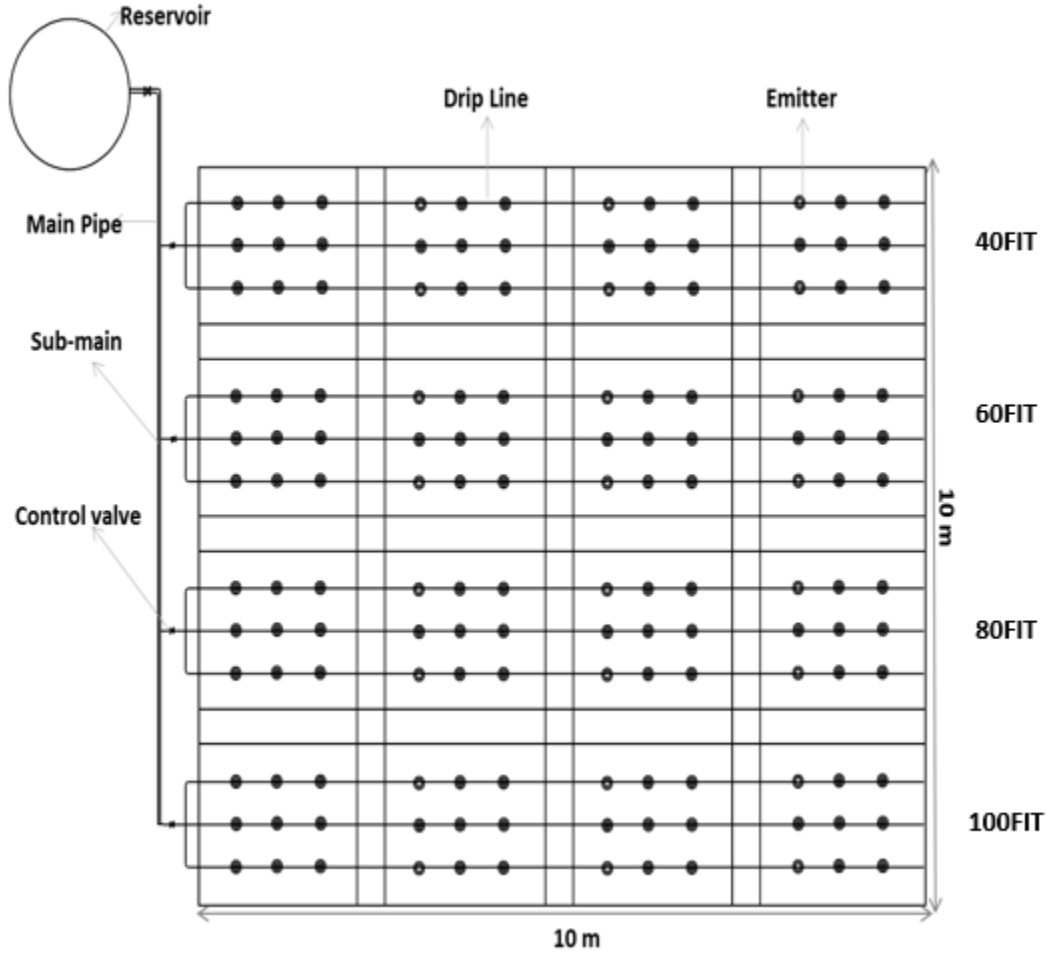 Reservoir
Drip Line
Emitter
Main Pipe
40FIT
Sub-main
60FIT
Control valve
10 m
80FIT
100FIT
10 m